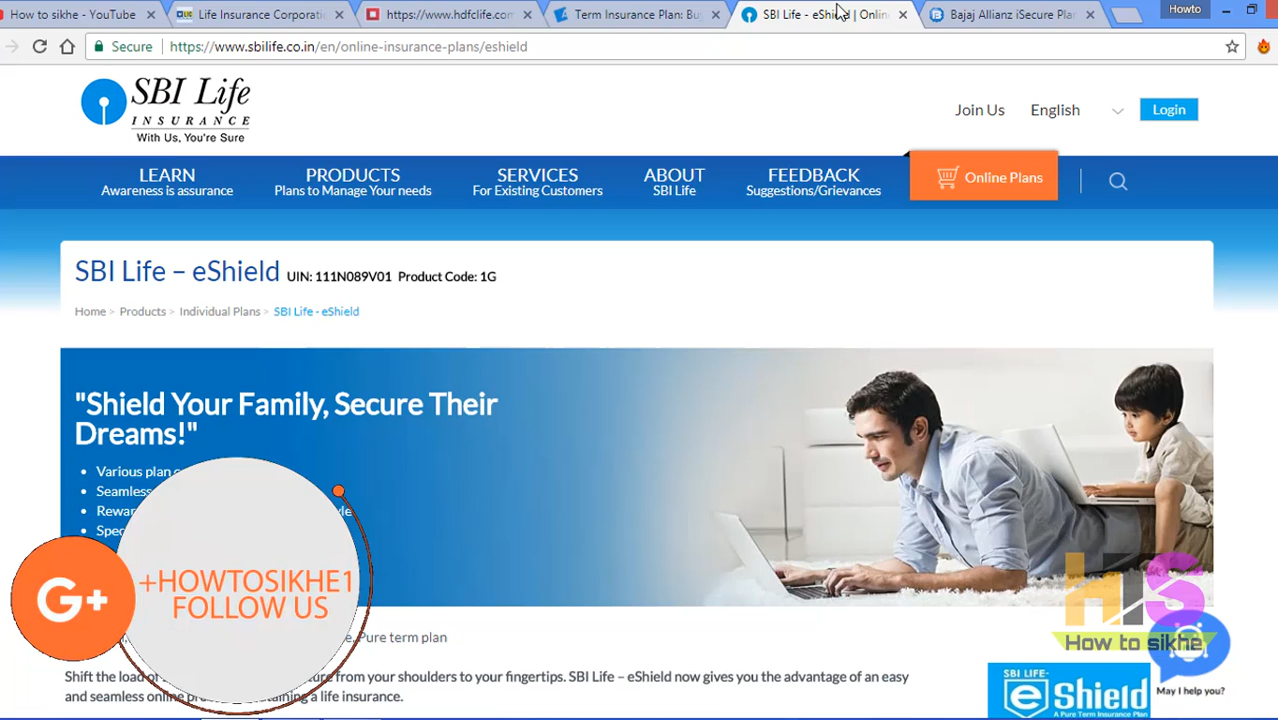 How to sikhe - YouTube
Life Insurance Corporati
https://www.hdfclife.com
Term Insurance Plan: Bu
SBI Life - eShield | Onlin
Bajaj Allianz iSecure Plan
Howto
Secure
https://www.sbilife.co.in/en/online-insurance-plans/eshield
SBI Life
INSURANCE
With Us, You're Sure
Join Us
English
Login
LEARN
Awareness is assurance
PRODUCTS
Plans to Manage Your needs
SERVICES
For Existing Customers
ABOUT
SBI Life
FEEDBACK
Suggestions/Grievances
Online Plans
SBI Life – eShield UIN: 111N089V01 Product Code: 1G
Home > Products > Individual Plans > SBI Life - eShield
"Shield Your Family, Secure Their
Dreams!"
• Various plan
• Seamless
• Rewar
• Spec
G+
+HOWTOSIKHE1
FOLLOW US
HTS
How to sikhe
Pure term plan
Shift the load of from your shoulders to your fingertips. SBI Life – eShield now gives you the advantage of an easy
and seamless online a life insurance.
SBI LIFE-
eShield
A Pure Term Insurance Plan
May I help you?